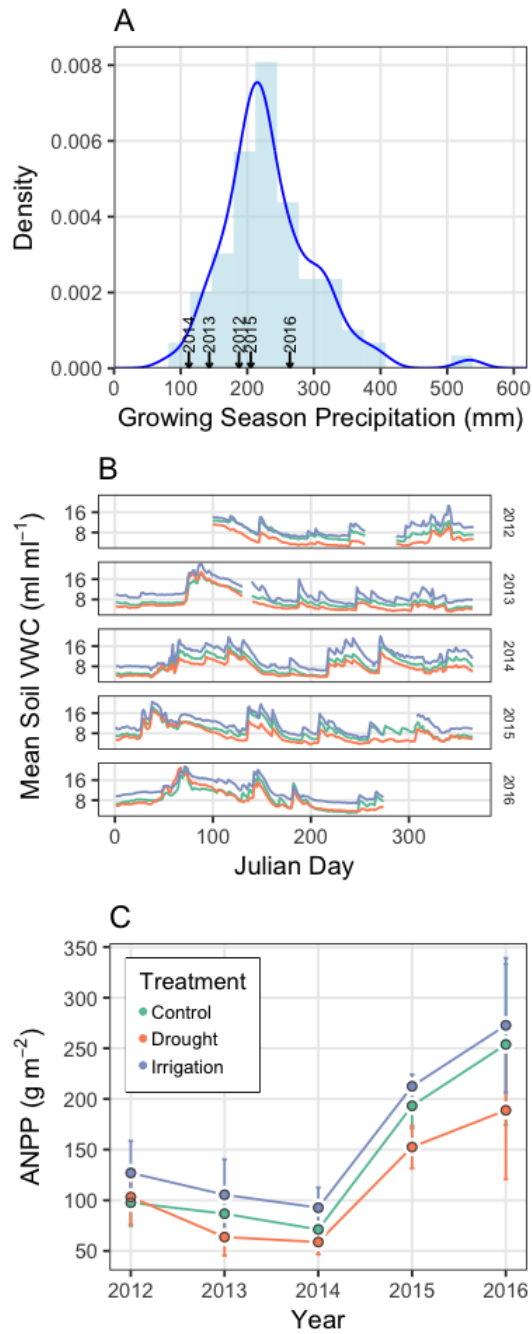 A
0.008
0.006
0.004
0.002
0.000
Density
2014
2013
2012
2015
2016
0 100 200 300 400 500 600
Growing Season Precipitation (mm)
B
16
8
2012
16
8
2013
16
8
2014
16
8
2015
16
8
2016
Mean Soil VWC (ml ml⁻¹)
0 100 200 300
Julian Day
C
350
300
250
200
150
100
50
ANPP (g m⁻²)
Treatment
Control
Drought
Irrigation
2012 2013 2014 2015 2016
Year